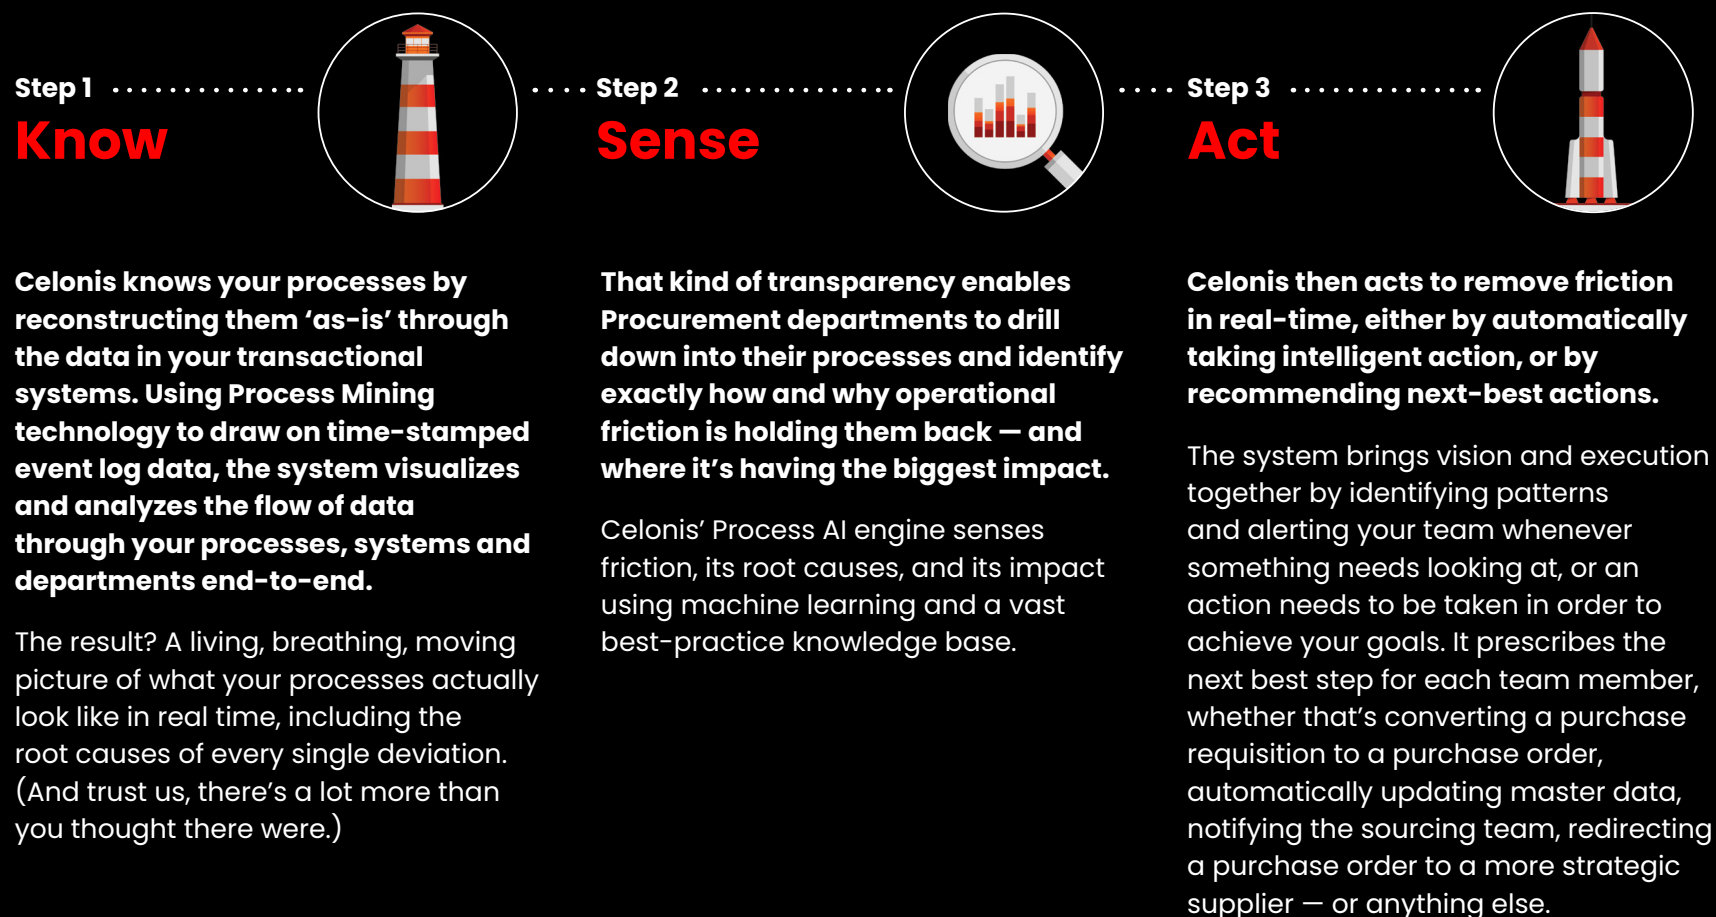 Step 1
Know
Celonis knows your processes by
reconstructing them ‘as-is’ through
the data in your transactional
systems. Using Process Mining
technology to draw on time-stamped
event log data, the system visualizes
and analyzes the flow of data
through your processes, systems and
departments end-to-end.
The result? A living, breathing, moving
picture of what your processes actually
look like in real time, including the
root causes of every single deviation.
(And trust us, there’s a lot more than
you thought there were.)
Step 2
Sense
That kind of transparency enables
Procurement departments to drill
down into their processes and identify
exactly how and why operational
friction is holding them back — and
where it’s having the biggest impact.
Celonis’ Process AI engine senses
friction, its root causes, and its impact
using machine learning and a vast
best-practice knowledge base.
Step 3
Act
Celonis then acts to remove friction
in real-time, either by automatically
taking intelligent action, or by
recommending next-best actions.
The system brings vision and execution
together by identifying patterns
and alerting your team whenever
something needs looking at, or an
action needs to be taken in order to
achieve your goals. It prescribes the
next best step for each team member,
whether that’s converting a purchase
requisition to a purchase order,
automatically updating master data,
notifying the sourcing team, redirecting
a purchase order to a more strategic
supplier — or anything else.